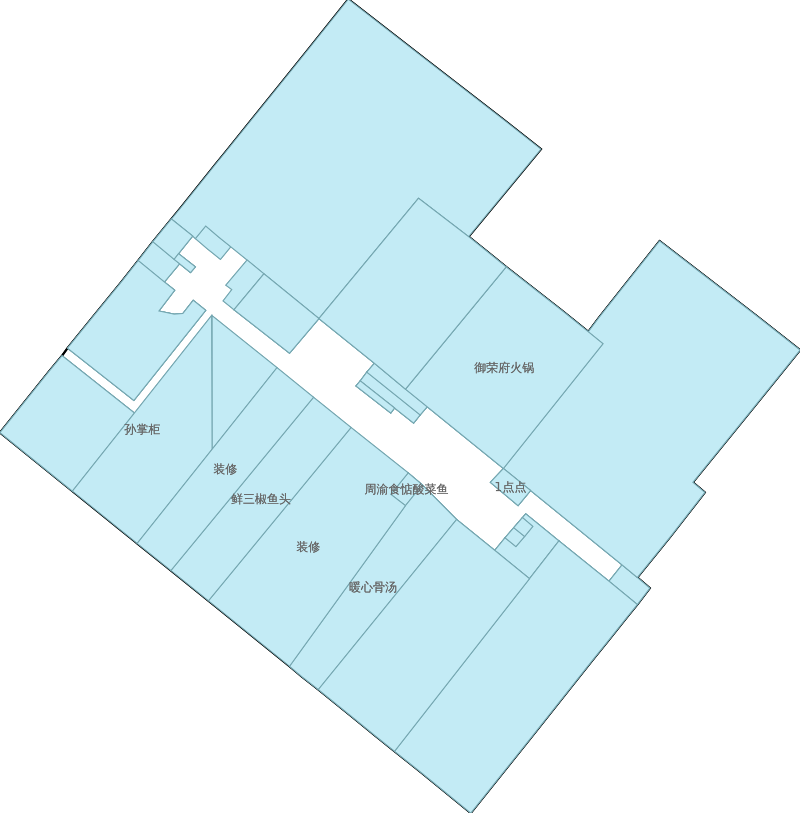 御荣府火锅
孙掌柜
装修
周渝食惦酸菜鱼
1点点
鲜三椒鱼头
装修
暖心骨汤